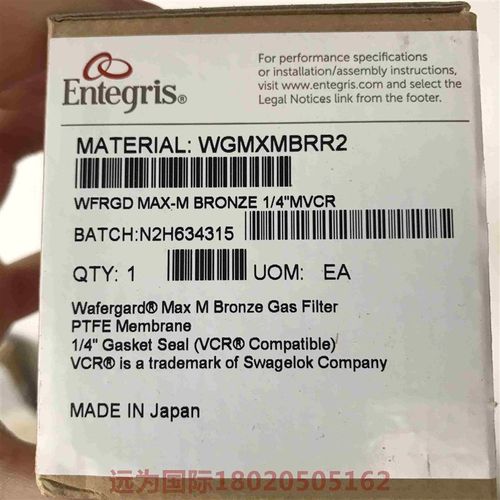 Entegris®
For performance specifications
or installation/assembly instructions,
visit www.entegris.com and select the
Legal Notices link from the footer.
MATERIAL: WGMXMBRR2
WFRGD MAX-M BRONZE 1/4"MVCR
BATCH:N2H634315
QTY: 1 UOM: EA
Wafergard® Max M Bronze Gas Filter
PTFE Membrane
1/4" Gasket Seal (VCR® Compatible)
VCR® is a trademark of Swagelok Company
MADE IN Japan
远为国际18020505162